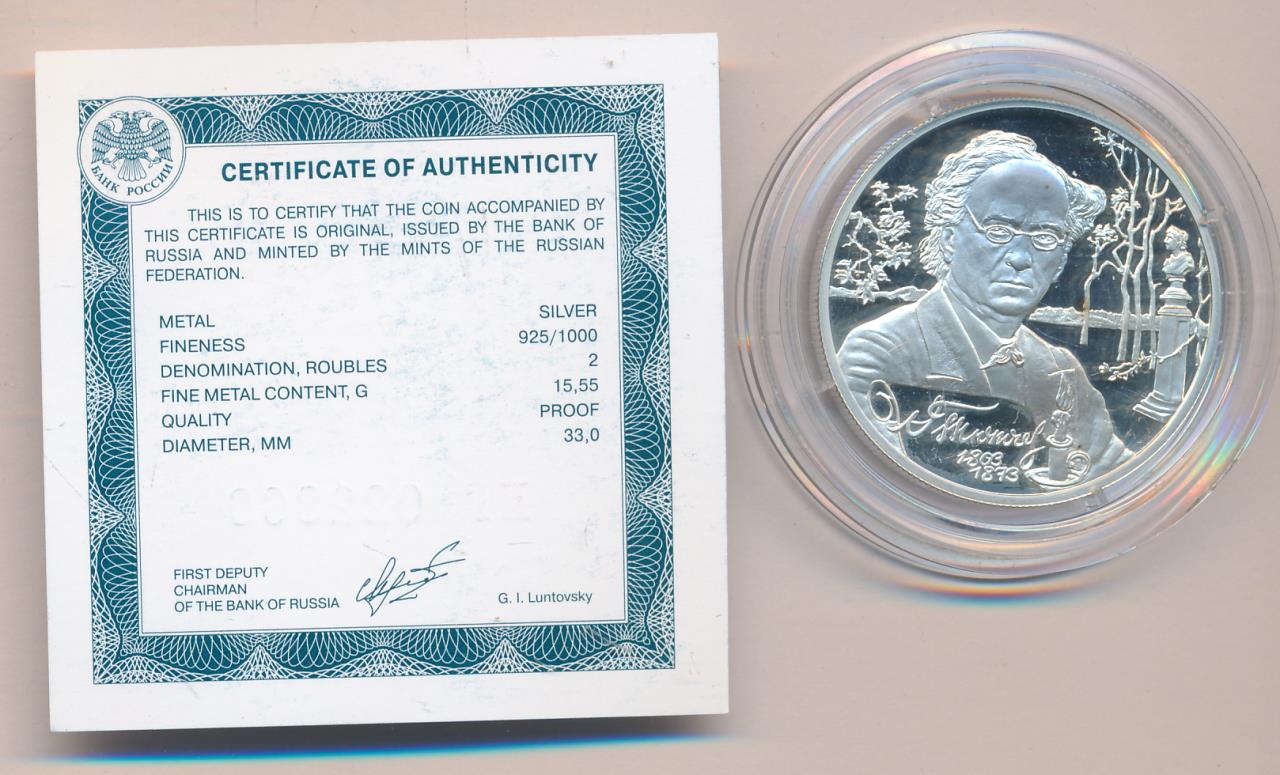 БАНК РОССИИ
CERTIFICATE OF AUTHENTICITY
THIS IS TO CERTIFY THAT THE COIN ACCOMPANIED BY
THIS CERTIFICATE IS ORIGINAL, ISSUED BY THE BANK OF
RUSSIA AND MINTED BY THE MINTS OF THE RUSSIAN
FEDERATION.
METAL SILVER
FINENESS 925/1000
DENOMINATION, ROUBLES 2
FINE METAL CONTENT, G 15,55
QUALITY PROOF
DIAMETER, MM 33,0
FIRST DEPUTY
CHAIRMAN
OF THE BANK OF RUSSIA
G. I. Luntovsky
Тютчев
1803
1873